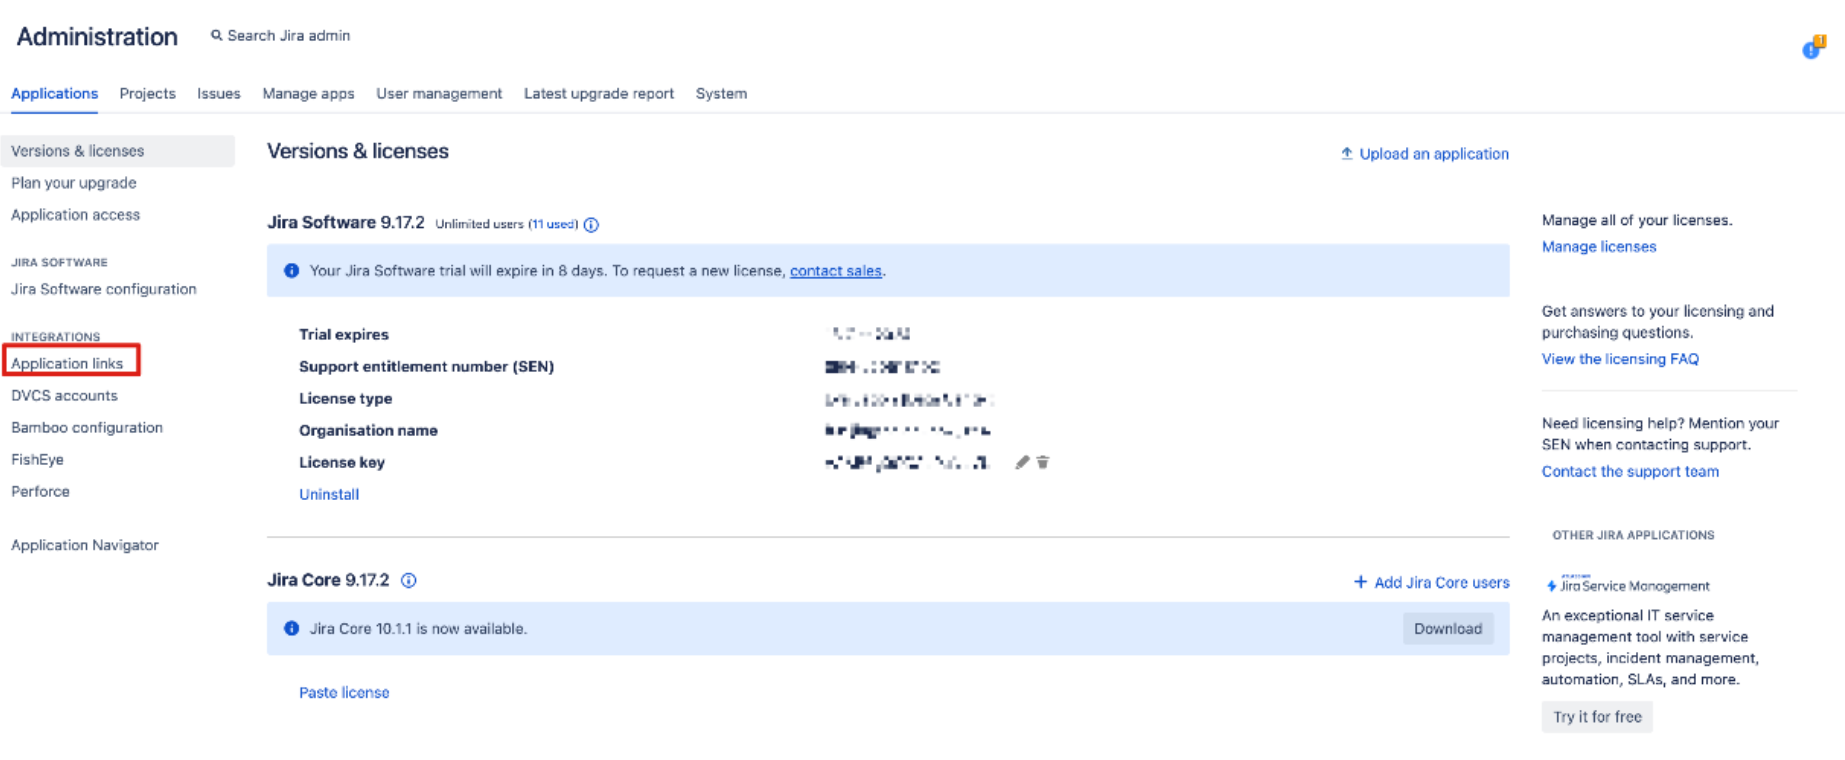 Administration
Search Jira admin
1
Applications Projects Issues Manage apps User management Latest upgrade report System
Versions & licenses
Plan your upgrade
Application access
JIRA SOFTWARE
Jira Software configuration
INTEGRATIONS
Application links
DVCS accounts
Bamboo configuration
FishEye
Perforce
Application Navigator
Versions & licenses
Upload an application
Jira Software 9.17.2 Unlimited users (11 used)
Your Jira Software trial will expire in 8 days. To request a new license, contact sales.
Trial expires
Support entitlement number (SEN)
License type
Organisation name
License key
Uninstall
Jira Core 9.17.2
+ Add Jira Core users
Jira Core 10.1.1 is now available.
Download
Paste license
Manage all of your licenses.
Manage licenses
Get answers to your licensing and
purchasing questions.
View the licensing FAQ
Need licensing help? Mention your
SEN when contacting support.
Contact the support team
OTHER JIRA APPLICATIONS
Jira Service Management
An exceptional IT service
management tool with service
projects, incident management,
automation, SLAs, and more.
Try it for free